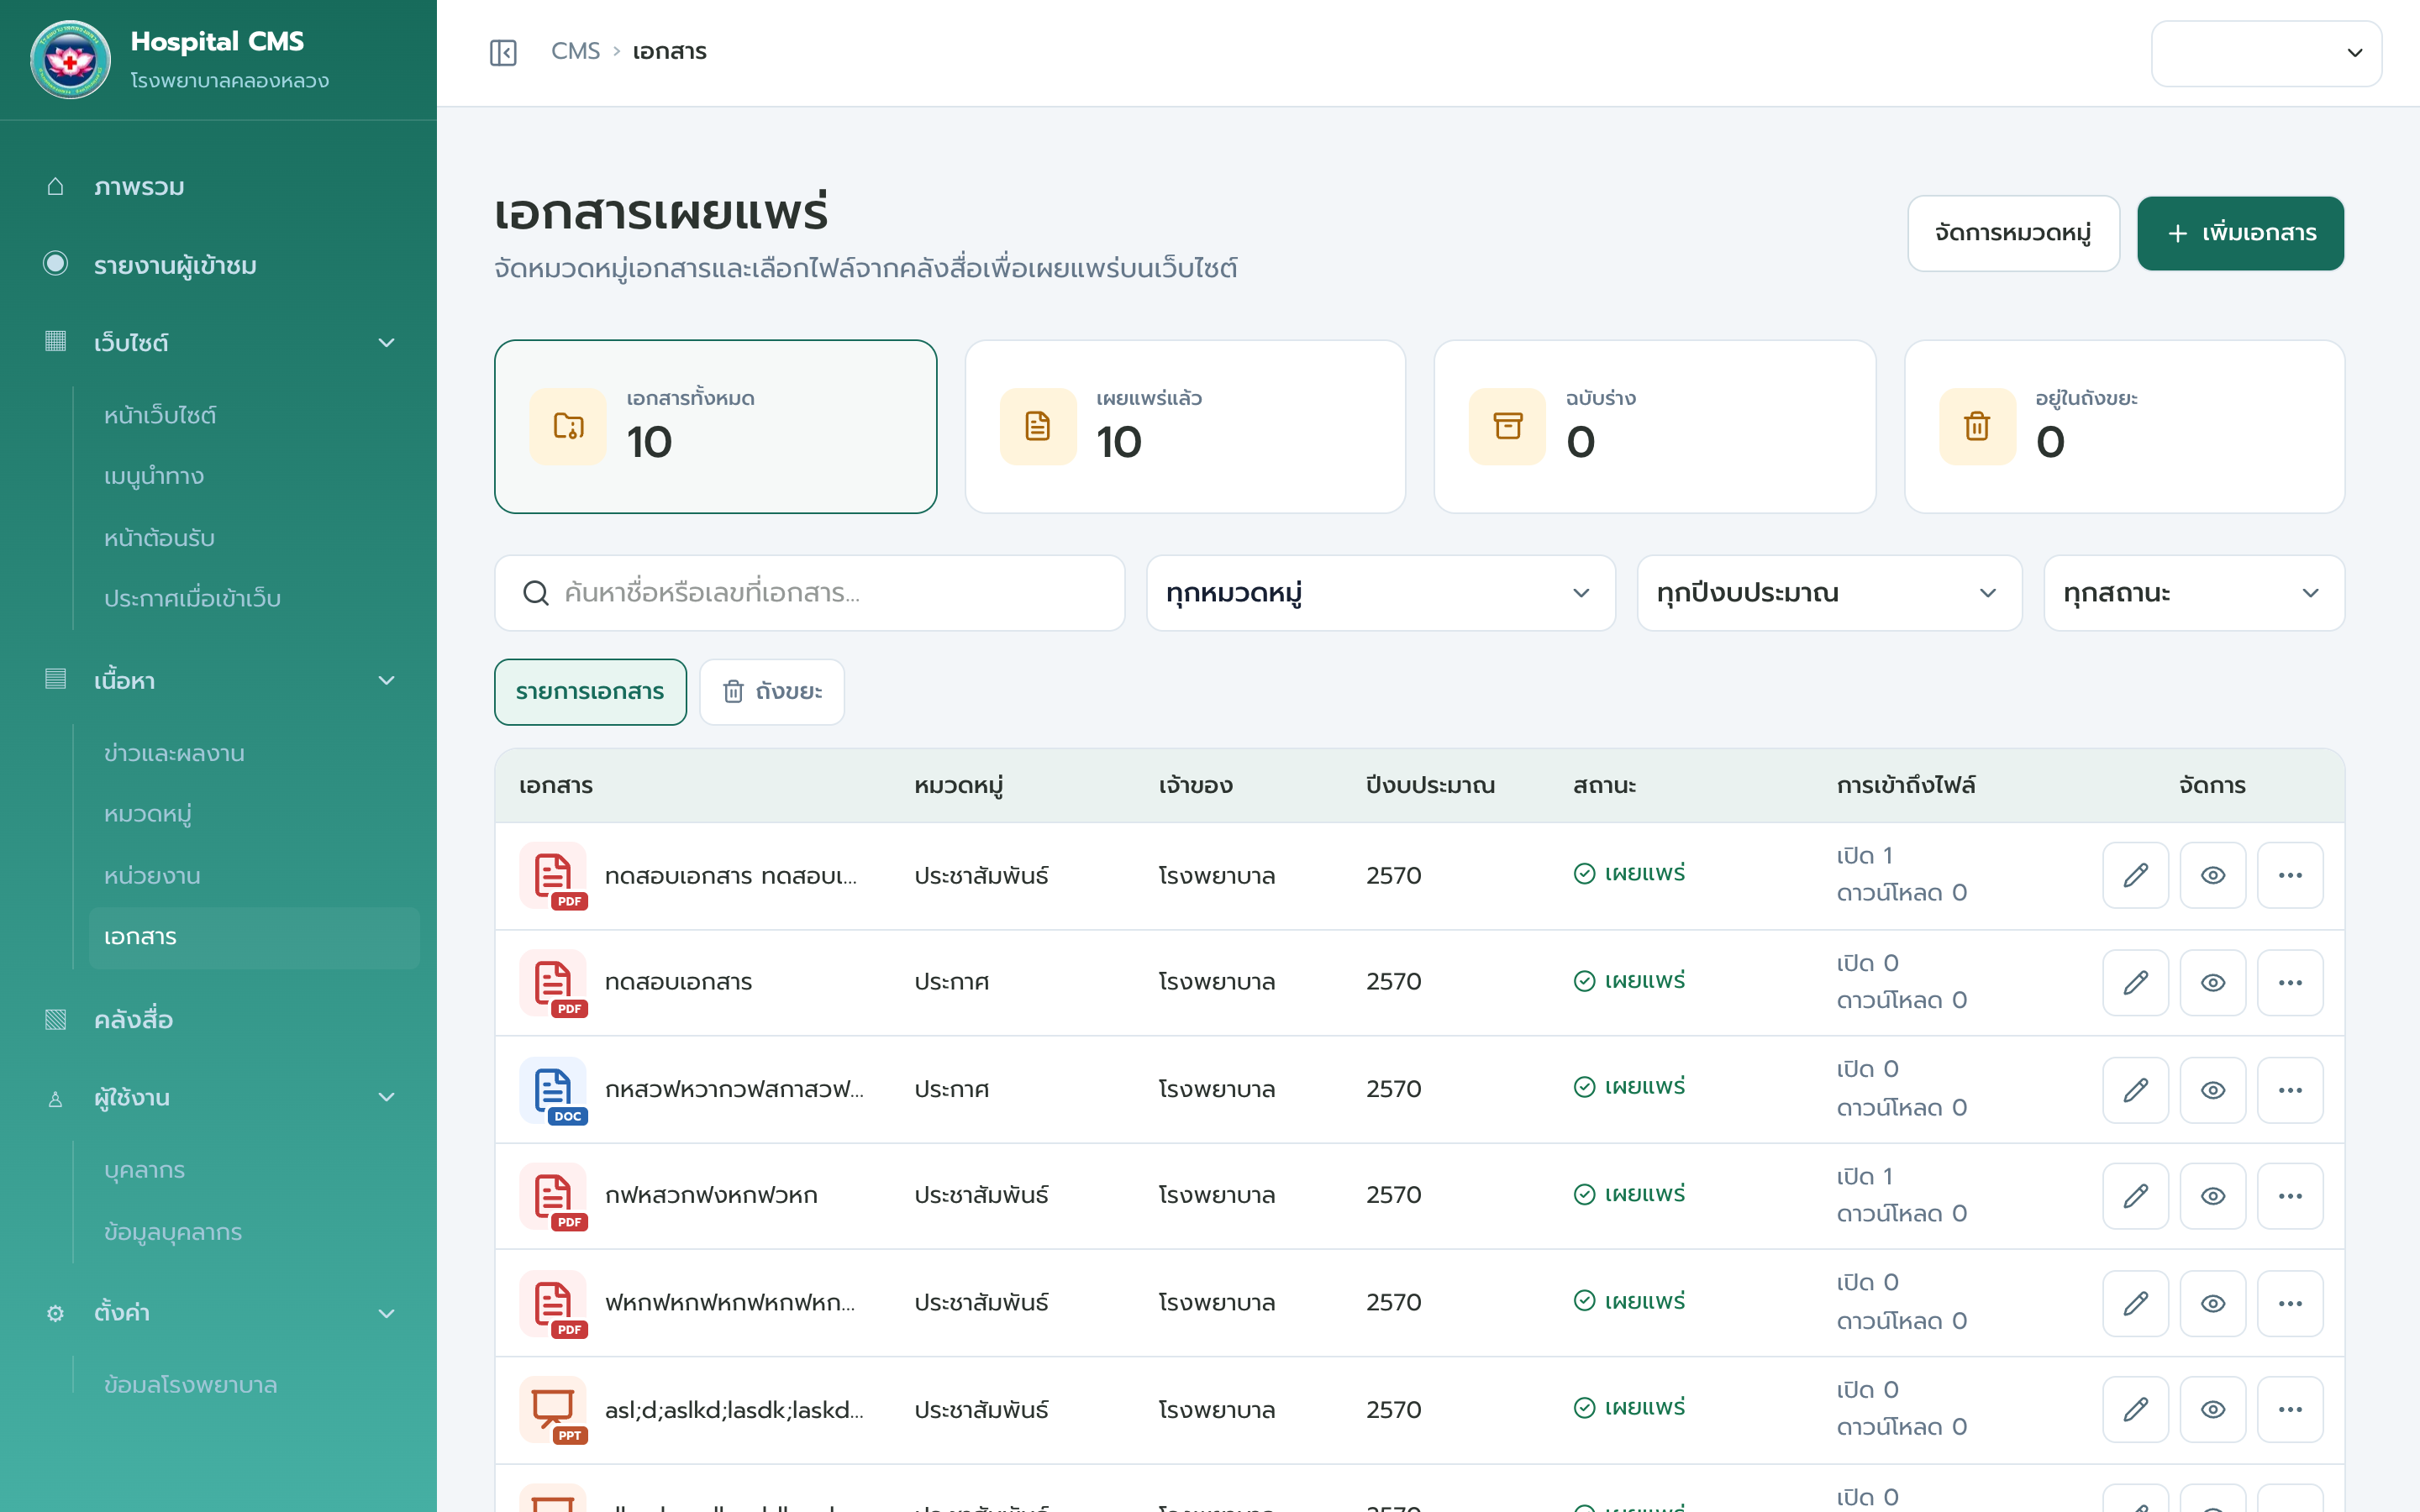 Hospital CMS
โรงพยาบาลคลองหลวง
ภาพรวม
รายงานผู้เข้าชม
เว็บไซต์
หน้าเว็บไซต์
เมนูนำทาง
หน้าต้อนรับ
ประกาศเมื่อเข้าเว็บ
เนื้อหา
ข่าวและผลงาน
หมวดหมู่
หน่วยงาน
เอกสาร
คลังสื่อ
ผู้ใช้งาน
บุคลากร
ข้อมูลบุคลากร
ตั้งค่า
ข้อมูลโรงพยาบาล
CMS › เอกสาร
เอกสารเผยแพร่
จัดหมวดหมู่เอกสารและเลือกไฟล์จากคลังสื่อเพื่อเผยแพร่บนเว็บไซต์
จัดการหมวดหมู่
+ เพิ่มเอกสาร
เอกสารทั้งหมด
10
เผยแพร่แล้ว
10
ฉบับร่าง
0
อยู่ในถังขยะ
0
ค้นหาชื่อหรือเลขที่เอกสาร...
ทุกหมวดหมู่
ทุกปีงบประมาณ
ทุกสถานะ
รายการเอกสาร
ถังขยะ
เอกสาร หมวดหมู่ เจ้าของ ปีงบประมาณ สถานะ การเข้าถึงไฟล์ จัดการ
PDF ทดสอบเอกสาร ทดสอบเ... ประชาสัมพันธ์ โรงพยาบาล 2570 เผยแพร่ เปิด 1
ดาวน์โหลด 0
PDF ทดสอบเอกสาร ประกาศ โรงพยาบาล 2570 เผยแพร่ เปิด 0
ดาวน์โหลด 0
DOC กหสวฟหวากวฟสกาสวฟ... ประกาศ โรงพยาบาล 2570 เผยแพร่ เปิด 0
ดาวน์โหลด 0
PDF กฟหสวกฟงหกฟวหก ประชาสัมพันธ์ โรงพยาบาล 2570 เผยแพร่ เปิด 1
ดาวน์โหลด 0
PDF ฟหกฟหกฟหกฟหกฟหก... ประชาสัมพันธ์ โรงพยาบาล 2570 เผยแพร่ เปิด 0
ดาวน์โหลด 0
PPT asl;d;aslkd;lasdk;laskd... ประชาสัมพันธ์ โรงพยาบาล 2570 เผยแพร่ เปิด 0
ดาวน์โหลด 0
เปิด 0